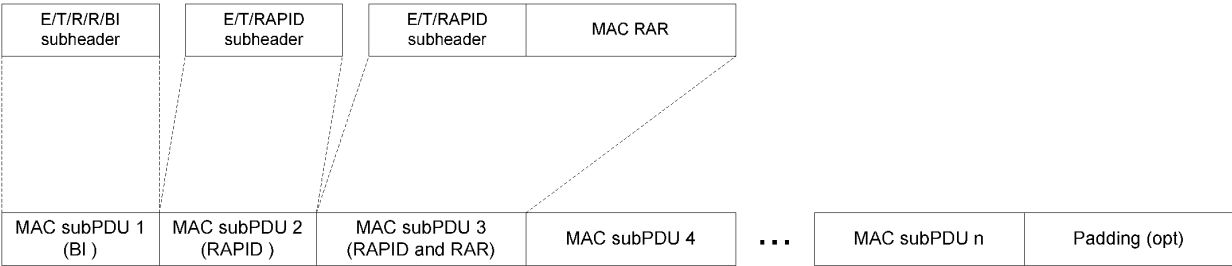 E/T/R/R/BI
subheader
E/T/RAPID
subheader
E/T/RAPID
subheader
MAC RAR
MAC subPDU 1
(BI )
MAC subPDU 2
(RAPID )
MAC subPDU 3
(RAPID and RAR)
MAC subPDU 4
...
MAC subPDU n
Padding (opt)